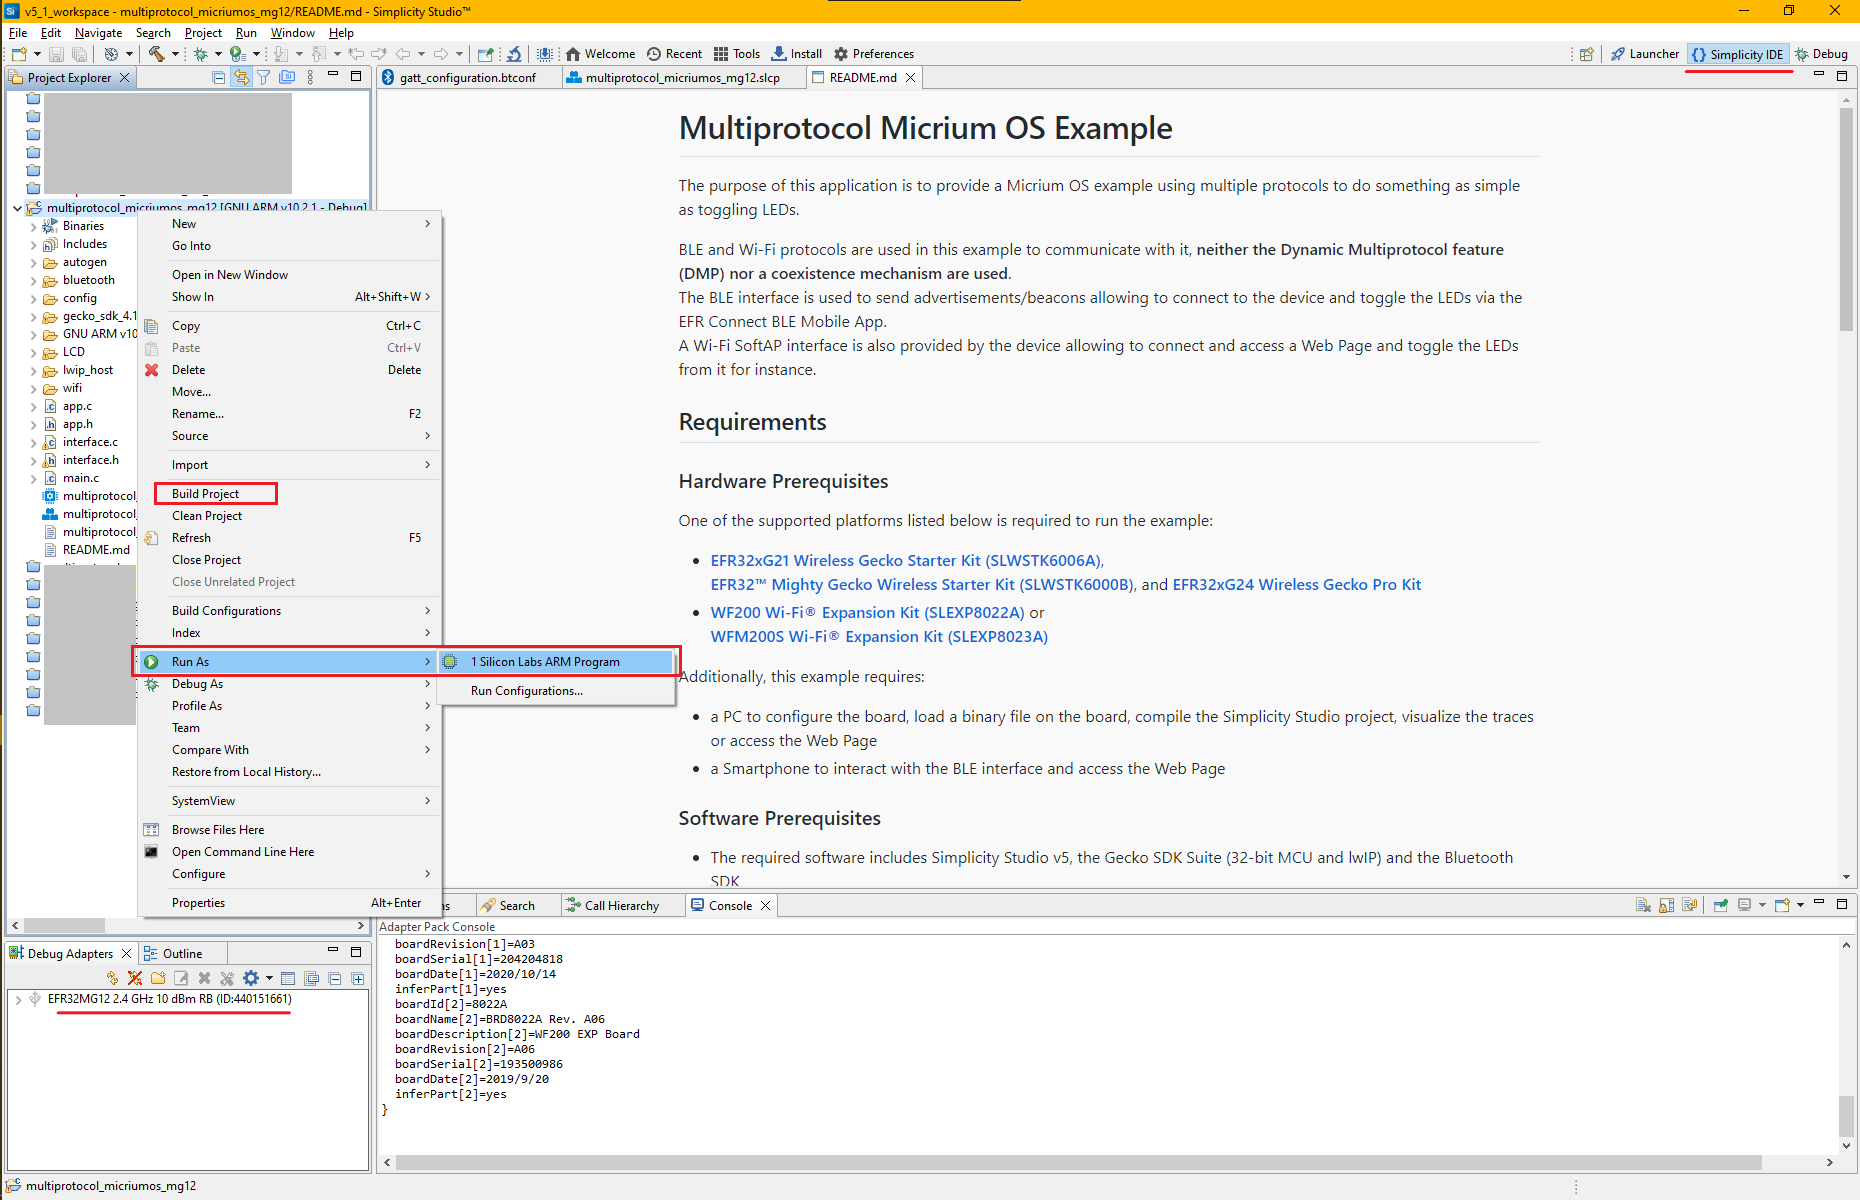 v5_1_workspace - multiprotocol_micriumos_mg12/README.md - Simplicity Studio™
File Edit Navigate Search Project Run Window Help
Welcome Recent Tools Install Preferences
Launcher Simplicity IDE Debug
Project Explorer
gatt_configuration.btconf multiprotocol_micriumos_mg12.slcp README.md
multiprotocol_micriumos_mg12 [GNU ARM v10.2.1 - Debug]
Binaries
Includes
autogen
bluetooth
config
gecko_sdk_4.1
GNU ARM v10
LCD
lwip_host
wifi
app.c
app.h
interface.c
interface.h
main.c
multiprotocol_
multiprotocol_
multiprotocol_
README.md
New
Go Into
Open in New Window
Show In Alt+Shift+W
Copy Ctrl+C
Paste Ctrl+V
Delete Delete
Move...
Rename... F2
Source
Import
Build Project
Clean Project
Refresh F5
Close Project
Close Unrelated Project
Build Configurations
Index
Run As
Debug As
Profile As
Team
Compare With
Restore from Local History...
SystemView
Browse Files Here
Open Command Line Here
Configure
Properties Alt+Enter
1 Silicon Labs ARM Program
Run Configurations...
Multiprotocol Micrium OS Example
The purpose of this application is to provide a Micrium OS example using multiple protocols to do something as simple
as toggling LEDs.
BLE and Wi-Fi protocols are used in this example to communicate with it, neither the Dynamic Multiprotocol feature
(DMP) nor a coexistence mechanism are used.
The BLE interface is used to send advertisements/beacons allowing to connect to the device and toggle the LEDs via the
EFR Connect BLE Mobile App.
A Wi-Fi SoftAP interface is also provided by the device allowing to connect and access a Web Page and toggle the LEDs
from it for instance.
Requirements
Hardware Prerequisites
One of the supported platforms listed below is required to run the example:
• EFR32xG21 Wireless Gecko Starter Kit (SLWSTK6006A),
EFR32™ Mighty Gecko Wireless Starter Kit (SLWSTK6000B), and EFR32xG24 Wireless Gecko Pro Kit
• WF200 Wi-Fi® Expansion Kit (SLEXP8022A) or
WFM200S Wi-Fi® Expansion Kit (SLEXP8023A)
Additionally, this example requires:
• a PC to configure the board, load a binary file on the board, compile the Simplicity Studio project, visualize the traces
or access the Web Page
• a Smartphone to interact with the BLE interface and access the Web Page
Software Prerequisites
• The required software includes Simplicity Studio v5, the Gecko SDK Suite (32-bit MCU and lwIP) and the Bluetooth
SDK
ns Search Call Hierarchy Console
Adapter Pack Console
boardRevision[1]=A03
boardSerial[1]=204204818
boardDate[1]=2020/10/14
inferPart[1]=yes
boardId[2]=8022A
boardName[2]=BRD8022A Rev. A06
boardDescription[2]=WF200 EXP Board
boardRevision[2]=A06
boardSerial[2]=193500986
boardDate[2]=2019/9/20
inferPart[2]=yes
}
Debug Adapters Outline
EFR32MG12 2.4 GHz 10 dBm RB (ID:440151661)
multiprotocol_micriumos_mg12